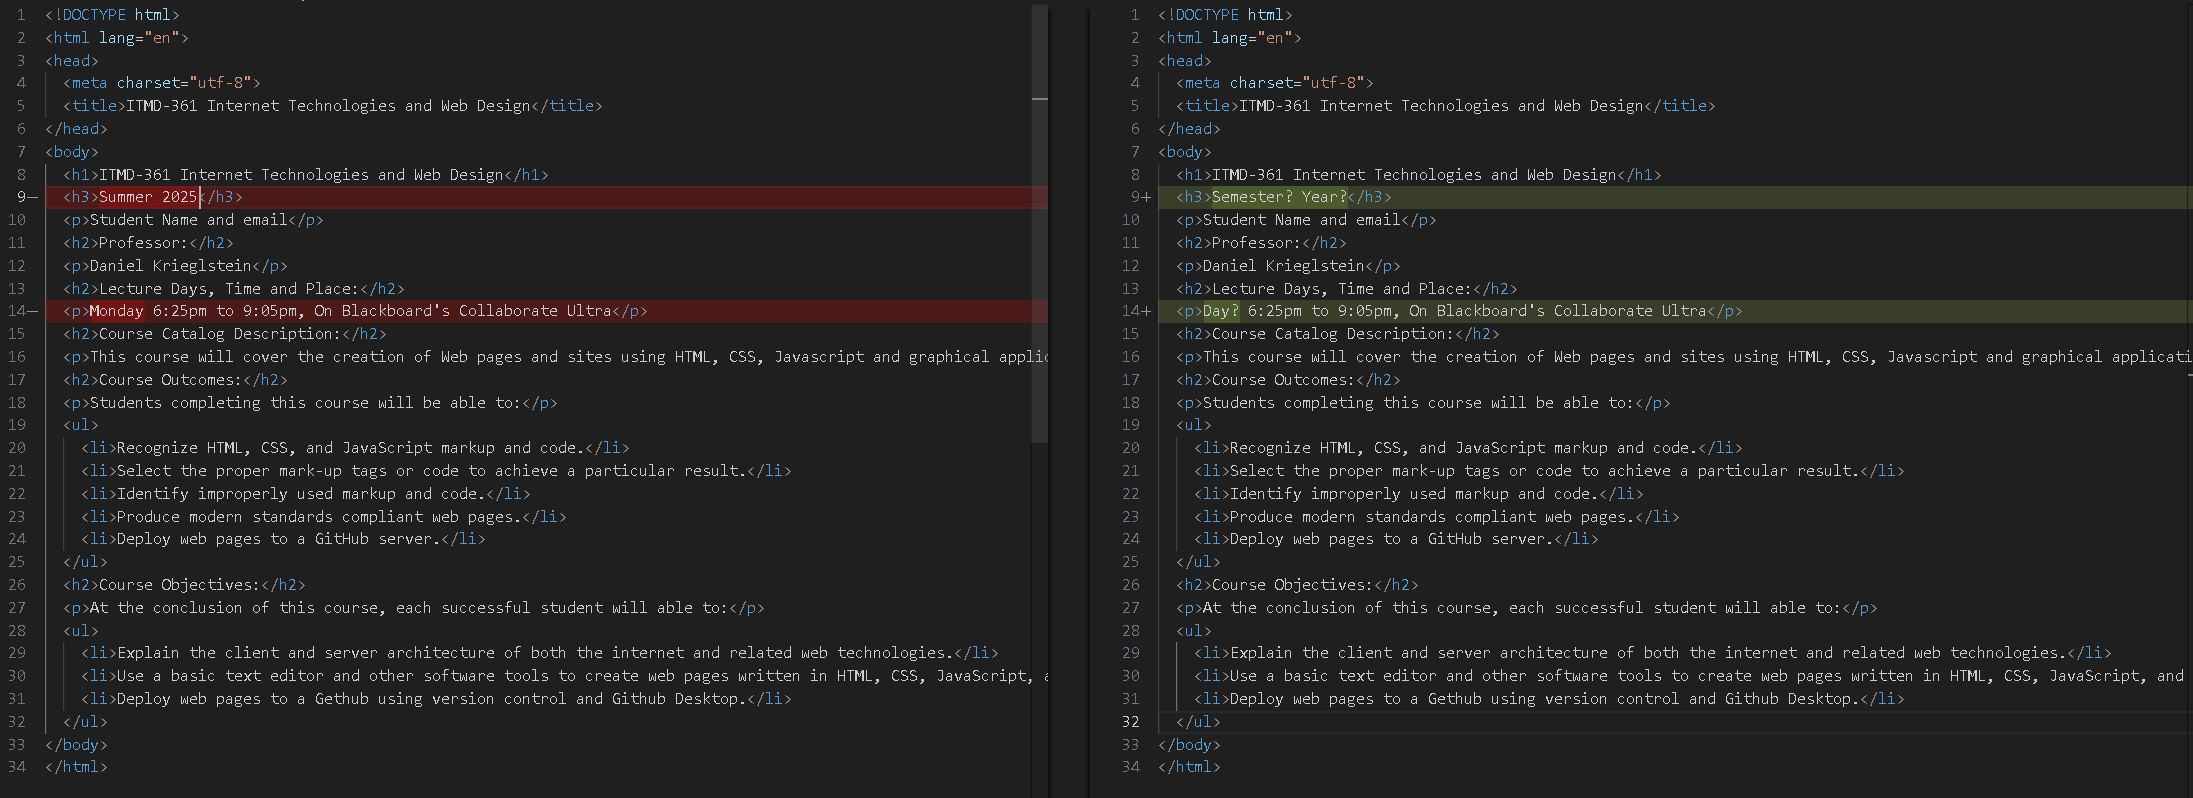 1 <!DOCTYPE html>
2 <html lang="en">
3 <head>
4 <meta charset="utf-8">
5 <title>ITMD-361 Internet Technologies and Web Design</title>
6 </head>
7 <body>
8 <h1>ITMD-361 Internet Technologies and Web Design</h1>
9— <h3>Summer 2025</h3>
10 <p>Student Name and email</p>
11 <h2>Professor:</h2>
12 <p>Daniel Krieglstein</p>
13 <h2>Lecture Days, Time and Place:</h2>
14— <p>Monday 6:25pm to 9:05pm, On Blackboard's Collaborate Ultra</p>
15 <h2>Course Catalog Description:</h2>
16 <p>This course will cover the creation of Web pages and sites using HTML, CSS, Javascript and graphical applic
17 <h2>Course Outcomes:</h2>
18 <p>Students completing this course will be able to:</p>
19 <ul>
20 <li>Recognize HTML, CSS, and JavaScript markup and code.</li>
21 <li>Select the proper mark-up tags or code to achieve a particular result.</li>
22 <li>Identify improperly used markup and code.</li>
23 <li>Produce modern standards compliant web pages.</li>
24 <li>Deploy web pages to a GitHub server.</li>
25 </ul>
26 <h2>Course Objectives:</h2>
27 <p>At the conclusion of this course, each successful student will able to:</p>
28 <ul>
29 <li>Explain the client and server architecture of both the internet and related web technologies.</li>
30 <li>Use a basic text editor and other software tools to create web pages written in HTML, CSS, JavaScript, a
31 <li>Deploy web pages to a Gethub using version control and Github Desktop.</li>
32 </ul>
33 </body>
34 </html>
1 <!DOCTYPE html>
2 <html lang="en">
3 <head>
4 <meta charset="utf-8">
5 <title>ITMD-361 Internet Technologies and Web Design</title>
6 </head>
7 <body>
8 <h1>ITMD-361 Internet Technologies and Web Design</h1>
9+ <h3>Semester? Year?</h3>
10 <p>Student Name and email</p>
11 <h2>Professor:</h2>
12 <p>Daniel Krieglstein</p>
13 <h2>Lecture Days, Time and Place:</h2>
14+ <p>Day? 6:25pm to 9:05pm, On Blackboard's Collaborate Ultra</p>
15 <h2>Course Catalog Description:</h2>
16 <p>This course will cover the creation of Web pages and sites using HTML, CSS, Javascript and graphical applicati
17 <h2>Course Outcomes:</h2>
18 <p>Students completing this course will be able to:</p>
19 <ul>
20 <li>Recognize HTML, CSS, and JavaScript markup and code.</li>
21 <li>Select the proper mark-up tags or code to achieve a particular result.</li>
22 <li>Identify improperly used markup and code.</li>
23 <li>Produce modern standards compliant web pages.</li>
24 <li>Deploy web pages to a GitHub server.</li>
25 </ul>
26 <h2>Course Objectives:</h2>
27 <p>At the conclusion of this course, each successful student will able to:</p>
28 <ul>
29 <li>Explain the client and server architecture of both the internet and related web technologies.</li>
30 <li>Use a basic text editor and other software tools to create web pages written in HTML, CSS, JavaScript, and
31 <li>Deploy web pages to a Gethub using version control and Github Desktop.</li>
32 </ul>
33 </body>
34 </html>